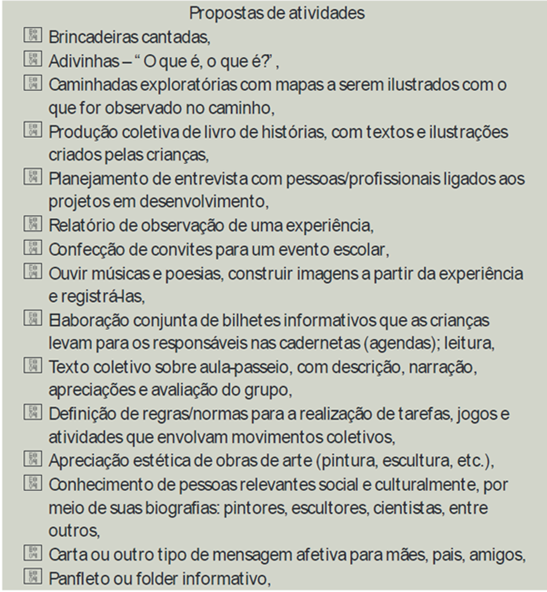 Propostas de atividades
Brincadeiras cantadas,
Adivinhas – “ O que é, o que é?”,
Caminhadas exploratórias com mapas a serem ilustrados com o
que for observado no caminho,
Produção coletiva de livro de histórias, com textos e ilustrações
criados pelas crianças,
Planejamento de entrevista com pessoas/profissionais ligados aos
projetos em desenvolvimento,
Relatório de observação de uma experiência,
Confecção de convites para um evento escolar,
Ouvir músicas e poesias, construir imagens a partir da experiência
e registrá-las,
Elaboração conjunta de bilhetes informativos que as crianças
levam para os responsáveis nas cadernetas (agendas); leitura,
Texto coletivo sobre aula-passeio, com descrição, narração,
apreciações e avaliação do grupo,
Definição de regras/normas para a realização de tarefas, jogos e
atividades que envolvam movimentos coletivos,
Apreciação estética de obras de arte (pintura, escultura, etc.),
Conhecimento de pessoas relevantes social e culturalmente, por
meio de suas biografias: pintores, escultores, cientistas, entre
outros,
Carta ou outro tipo de mensagem afetiva para mães, pais, amigos,
Panfleto ou folder informativo,